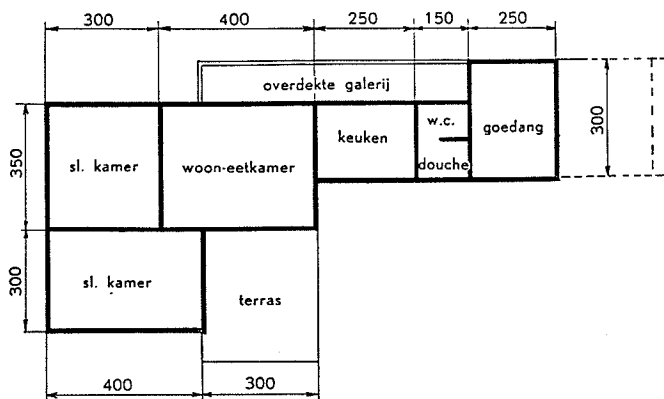 300 400 250 150 250
overdekte galerij
w.c.
keuken
goedang
300
350
sl. kamer
woon-eetkamer
douche
300
sl. kamer
terras
400 300